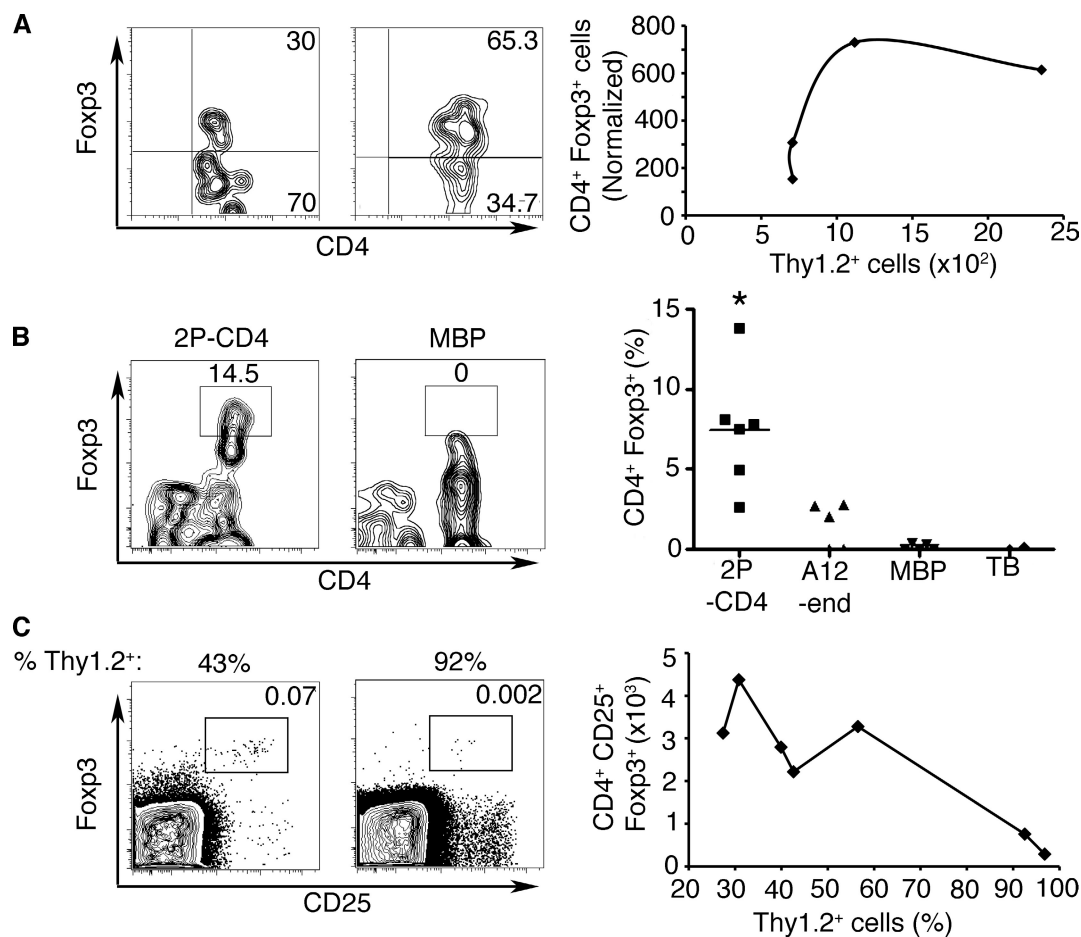 A
30
70
Foxp3
65.3
34.7
CD4
CD4⁺ Foxp3⁺ cells
(Normalized)
800
600
400
200
0
0 5 10 15 20 25
Thy1.2⁺ cells (x10²)
B
2P-CD4
MBP
14.5
0
Foxp3
CD4
CD4⁺ Foxp3⁺ (%)
15
10
5
0
*
2P
-CD4
A12
-end
MBP
TB
C
% Thy1.2⁺: 43% 92%
0.07
0.002
Foxp3
CD25
CD4⁺ CD25⁺
Foxp3⁺ (x10³)
5
4
3
2
1
0
20 30 40 50 60 70 80 90 100
Thy1.2⁺ cells (%)